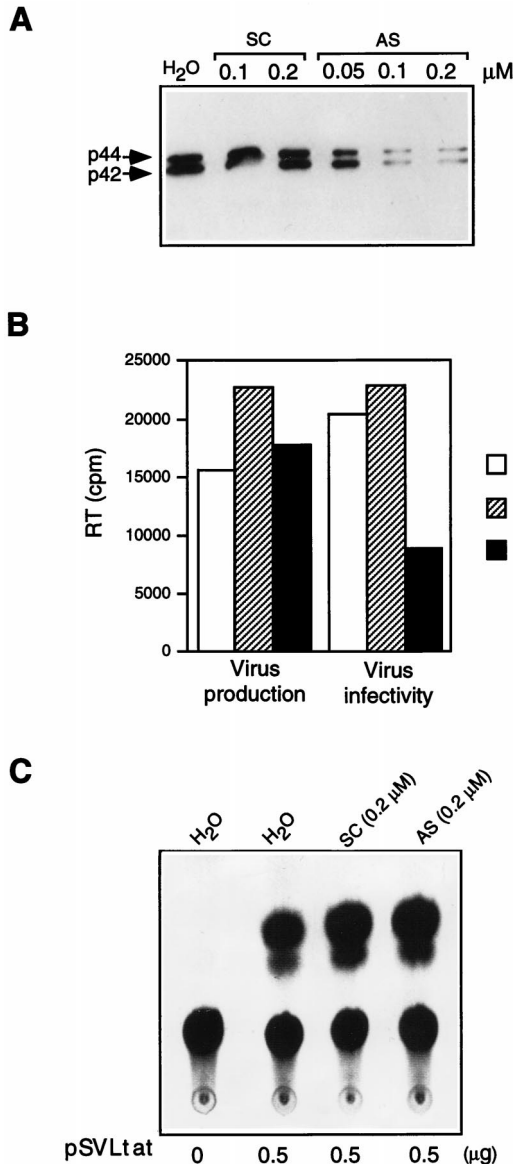 A
SC AS
H2O 0.1 0.2 0.05 0.1 0.2 µM
p44
p42
B
25000
20000
15000
10000
5000
0
RT (cpm)
Virus production
Virus infectivity
C
H2O H2O SC (0.2 µM) AS (0.2 µM)
pSVLtat 0 0.5 0.5 0.5 (µg)